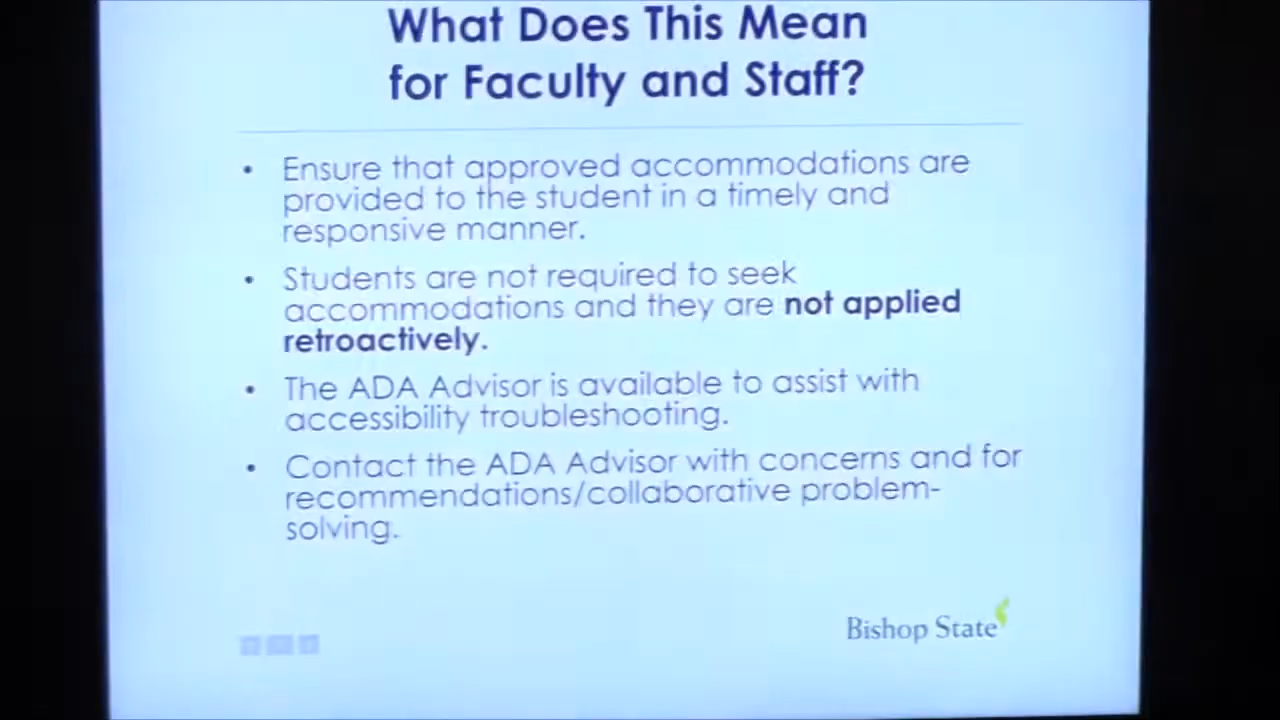 What Does This Mean
for Faculty and Staff?
• Ensure that approved accommodations are
provided to the student in a timely and
responsive manner.
• Students are not required to seek
accommodations and they are not applied
retroactively.
• The ADA Advisor is available to assist with
accessibility troubleshooting.
• Contact the ADA Advisor with concerns and for
recommendations/collaborative problem-
solving.
Bishop State